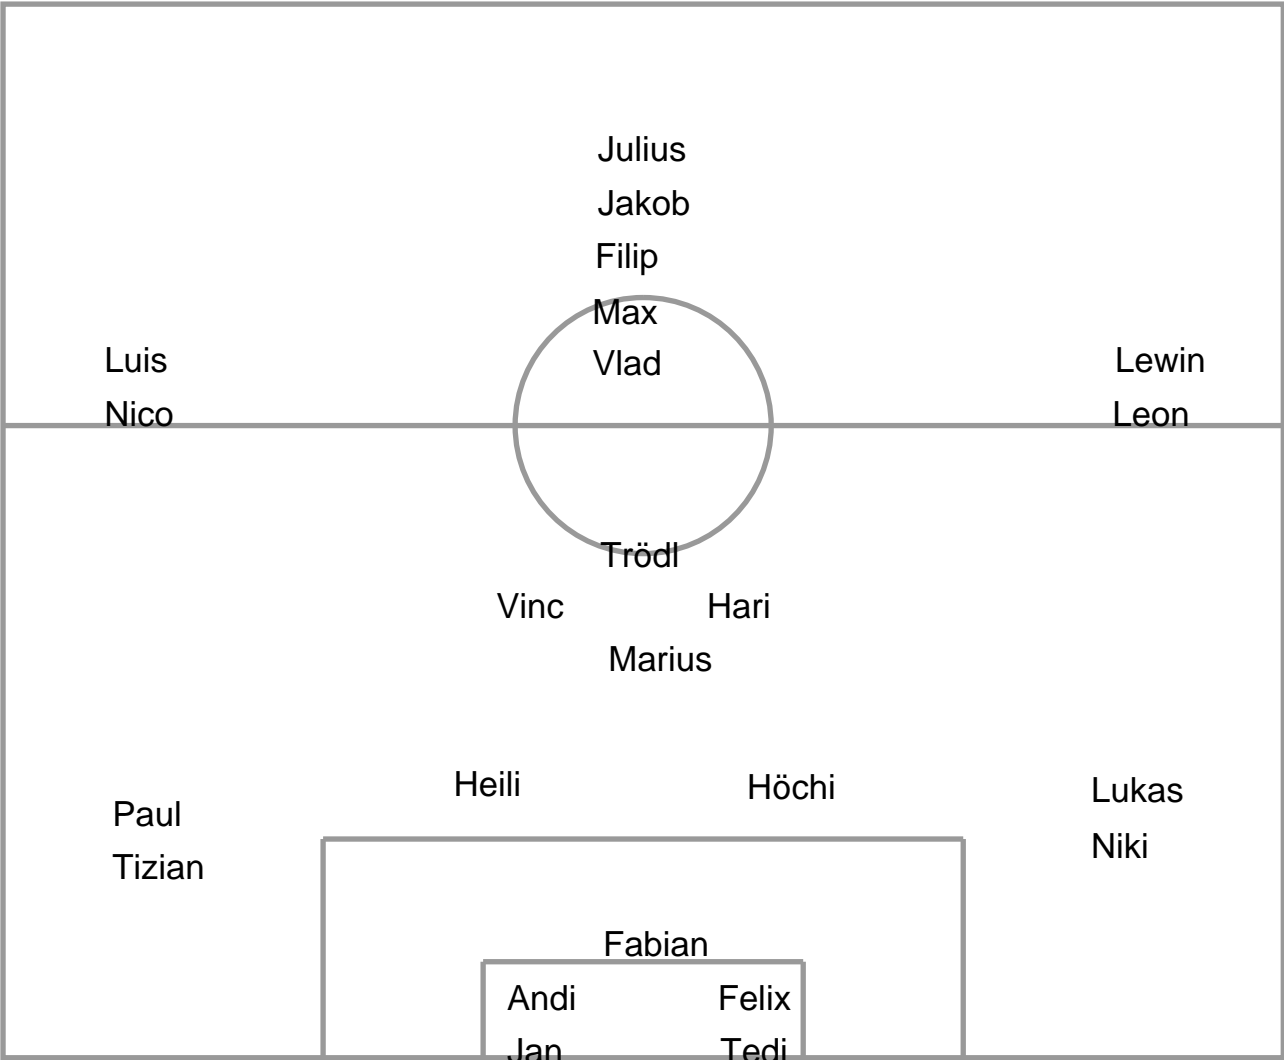 Julius
Jakob
Filip
Max
Vlad
Luis
Nico
Lewin
Leon
Trödl
Vinc
Hari
Marius
Heili
Höchi
Paul
Tizian
Lukas
Niki
Fabian
Andi
Felix
Jan
Tedi